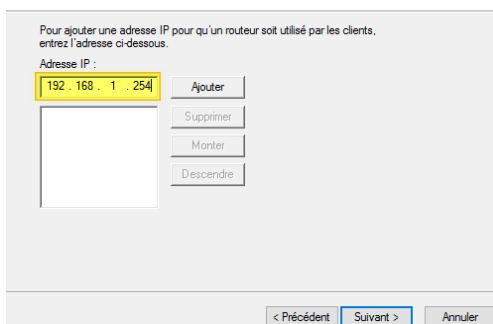 Pour ajouter une adresse IP pour qu'un routeur soit utilisé par les clients,
entrez l'adresse ci-dessous.
Adresse IP :
192 . 168 . 1 . 254
Ajouter
Supprimer
Monter
Descendre
< Précédent
Suivant >
Annuler